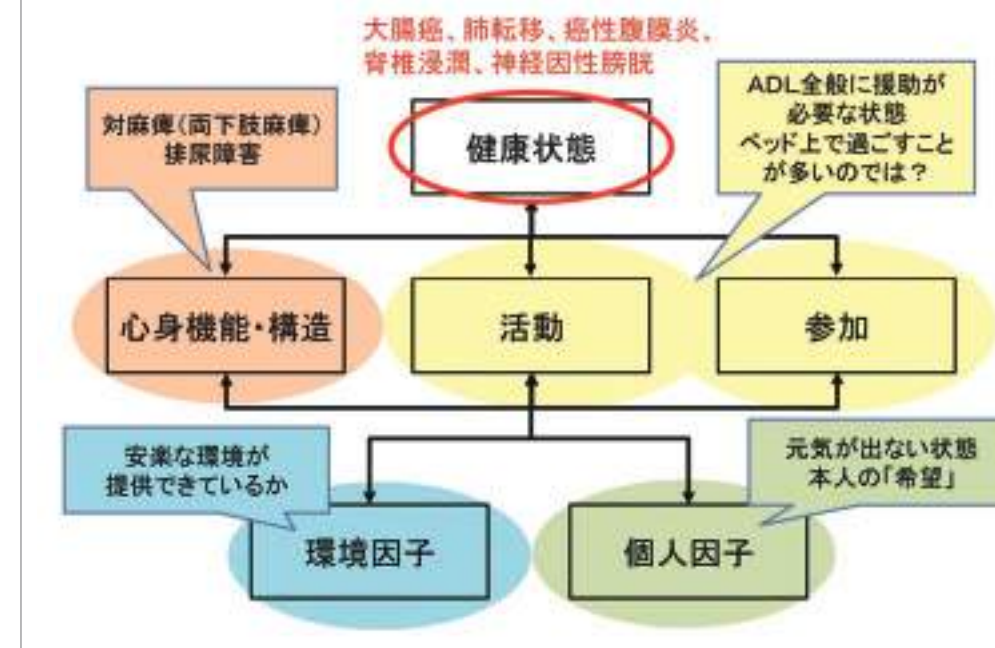 大腸癌、肺転移、癌性腹膜炎、
脊椎浸潤、神経因性膀胱
対麻痺(両下肢麻痺)
排尿障害
健康状態
ADL全般に援助が
必要な状態
ベッド上で過ごすこと
が多いのでは？
心身機能・構造
活動
参加
安楽な環境が
提供できているか
元気が出ない状態
本人の「希望」
環境因子
個人因子